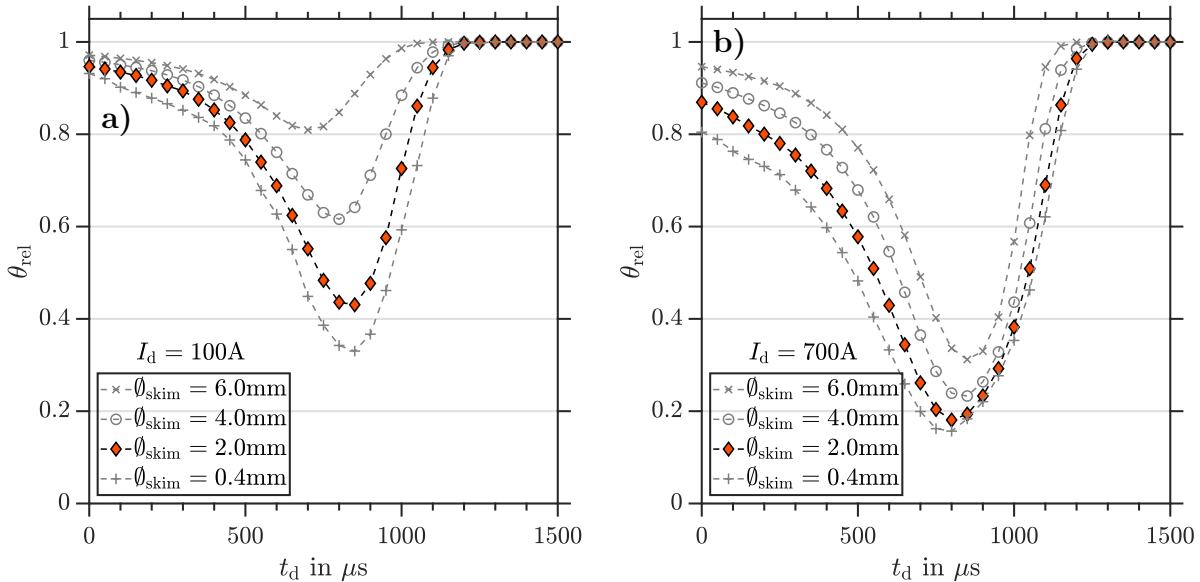 a)
1
0.8
0.6
0.4
0.2
0
θrel
Id = 100A
∅skim = 6.0mm
∅skim = 4.0mm
∅skim = 2.0mm
∅skim = 0.4mm
0 500 1000 1500
td in μs
b)
1
0.8
0.6
0.4
0.2
0
θrel
Id = 700A
∅skim = 6.0mm
∅skim = 4.0mm
∅skim = 2.0mm
∅skim = 0.4mm
0 500 1000 1500
td in μs